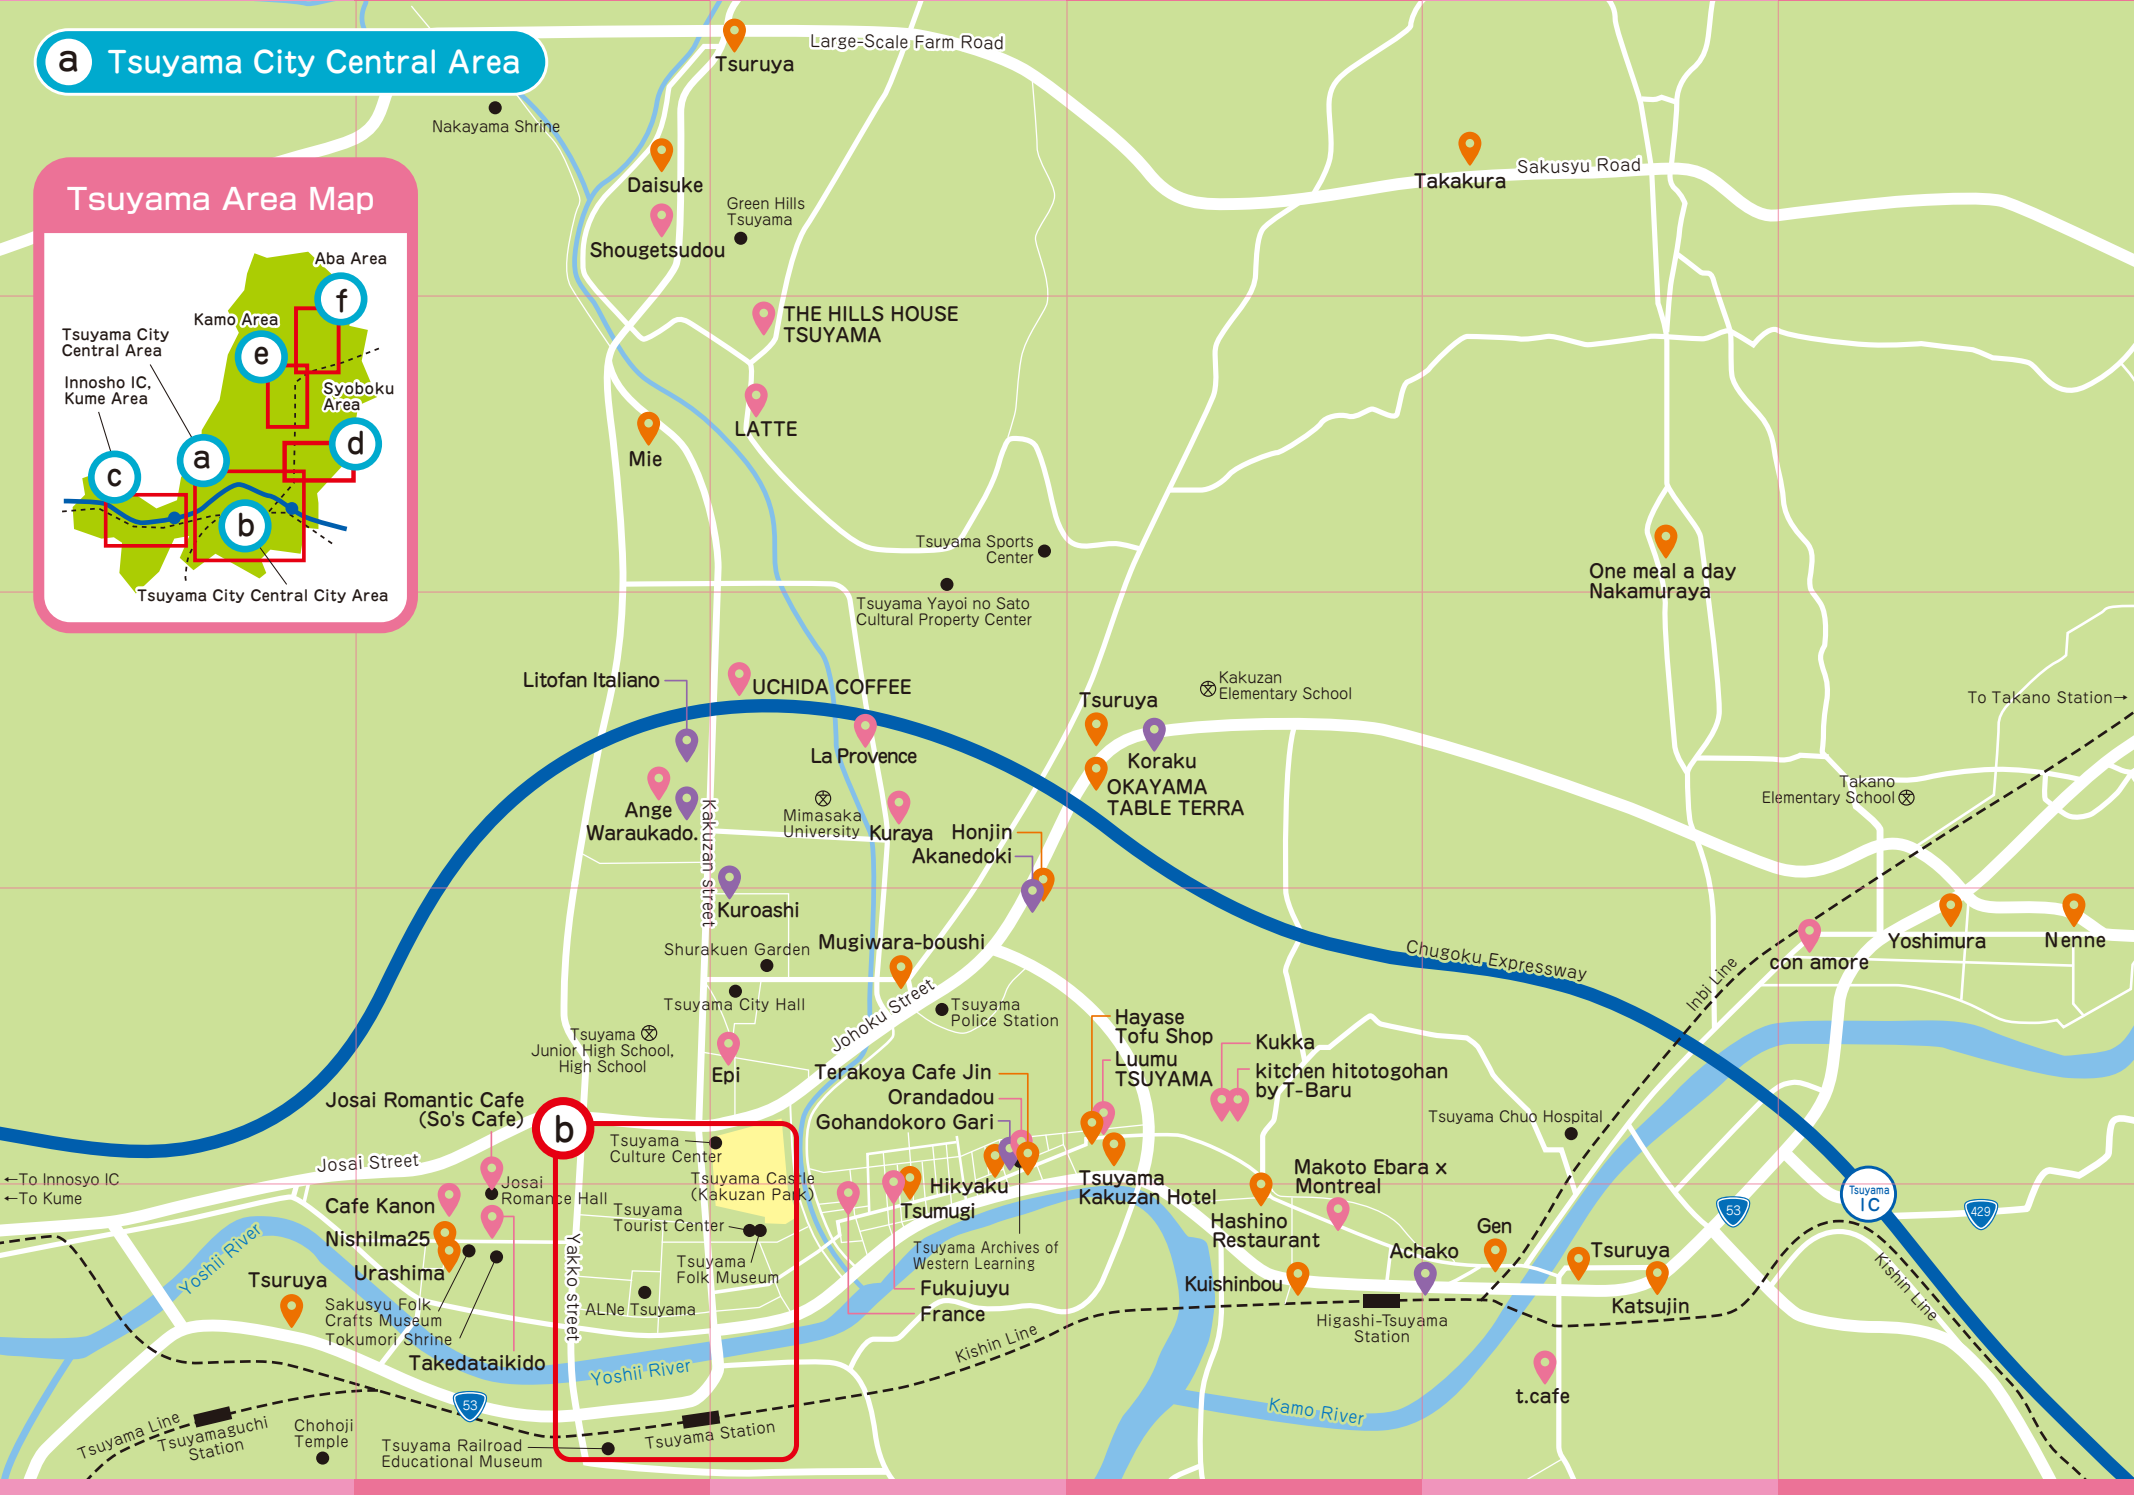 a Tsuyama City Central Area
Tsuruya
Large-Scale Farm Road
Nakayama Shrine
Daisuke
Green Hills
Tsuyama
Shougetsudou
Takakura
Sakusyu Road
Tsuyama Area Map
Aba Area
f
Kamo Area
e
Tsuyama City
Central Area
Innosho IC,
Kume Area
Syoboku
Area
d
a
c
b
Tsuyama City Central City Area
THE HILLS HOUSE
TSUYAMA
LATTE
Mie
Tsuyama Sports
Center
Tsuyama Yayoi no Sato
Cultural Property Center
One meal a day
Nakamuraya
Litofan Italiano
UCHIDA COFFEE
La Provence
Tsuruya
Kakuzan
Elementary School
Koraku
OKAYAMA
TABLE TERRA
To Takano Station→
Takano
Elementary School
Ange
Waraukado.
Kakuzan street
Mimasaka
University
Kuraya
Honjin
Akanedoki
Kuroashi
Shurakuen Garden
Mugiwara-boushi
Tsuyama City Hall
Johoku Street
Tsuyama
Police Station
Chugoku Expressway
Inbi Line
con amore
Yoshimura
Nenne
Tsuyama
Junior High School,
High School
Epi
Hayase
Tofu Shop
Luumu
TSUYAMA
Kukka
kitchen hitotogohan
by T-Baru
Terakoya Cafe Jin
Orandadou
Gohandokoro Gari
Tsuyama Chuo Hospital
Josai Romantic Cafe
(So's Cafe)
b
Josai Street
Tsuyama
Culture Center
Tsuyama Castle
(Kakuzan Park)
←To Innosyo IC
←To Kume
Josai
Romance Hall
Cafe Kanon
Nishilma25
Urashima
Tsuyama
Tourist Center
Tsuyama
Folk Museum
Hikyaku
Tsumugi
Tsuyama
Kakuzan Hotel
Tsuyama Archives of
Western Learning
Fukujuyu
France
Hashino
Restaurant
Makoto Ebara x
Montreal
Kuishinbou
Achako
Gen
Tsuruya
Katsujin
53
Tsuyama
IC
429
Kishin Line
Yoshii River
Tsuruya
Sakusyu Folk
Crafts Museum
Tokumori Shrine
Takedataikido
Yakko street
ALNe Tsuyama
Yoshii River
Kishin Line
Higashi-Tsuyama
Station
t.cafe
Kamo River
53
Tsuyama Line
Tsuyamaguchi
Station
Chohoji
Temple
Tsuyama Railroad
Educational Museum
Tsuyama Station